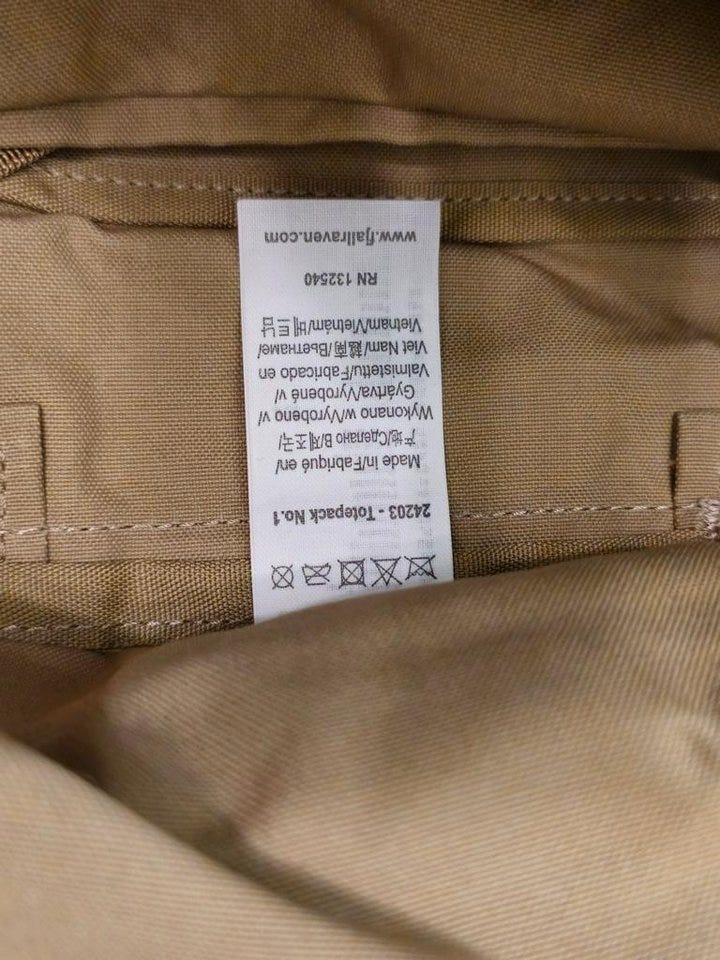 24203 - Totepack No.1
Made in/Fabriqué en/
产地/Сделано в/제조국/
Wykonano w/Vyrobeno v/
Gyártva/Vyrobené v/
Valmistettu/Fabricado en
Viet Nam/越南/Вьетнаме/
Vietnam/Vietnám/베트남
RN 132540
www.fjallraven.com